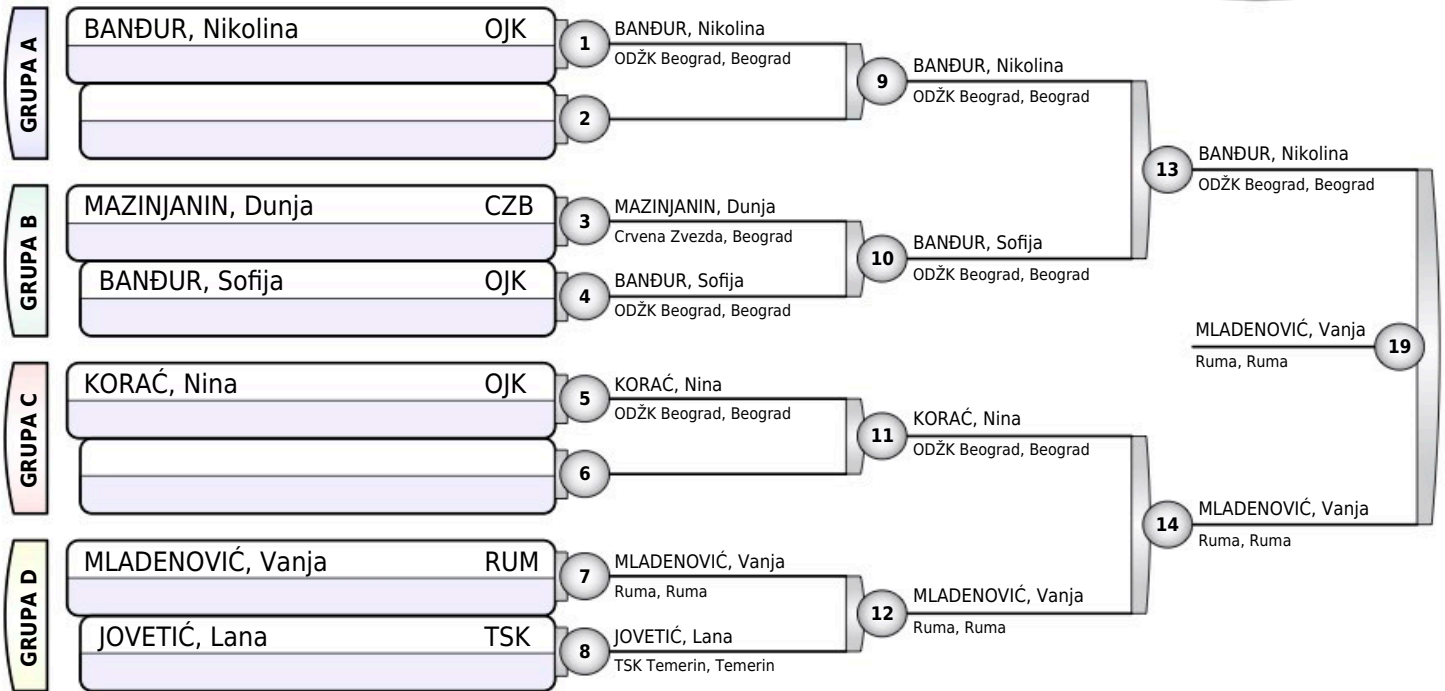 GRUPA A
BANĐUR, Nikolina OJK
1
BANĐUR, Nikolina
ODŽK Beograd, Beograd
2
9
BANĐUR, Nikolina
ODŽK Beograd, Beograd
GRUPA B
MAZINJANIN, Dunja CZB
3
MAZINJANIN, Dunja
Crvena Zvezda, Beograd
BANĐUR, Sofija OJK
4
BANĐUR, Sofija
ODŽK Beograd, Beograd
10
BANĐUR, Sofija
ODŽK Beograd, Beograd
13
BANĐUR, Nikolina
ODŽK Beograd, Beograd
GRUPA C
KORAĆ, Nina OJK
5
KORAĆ, Nina
ODŽK Beograd, Beograd
6
11
KORAĆ, Nina
ODŽK Beograd, Beograd
GRUPA D
MLADENOVIĆ, Vanja RUM
7
MLADENOVIĆ, Vanja
Ruma, Ruma
JOVETIĆ, Lana TSK
8
JOVETIĆ, Lana
TSK Temerin, Temerin
12
MLADENOVIĆ, Vanja
Ruma, Ruma
14
MLADENOVIĆ, Vanja
Ruma, Ruma
MLADENOVIĆ, Vanja
Ruma, Ruma
19